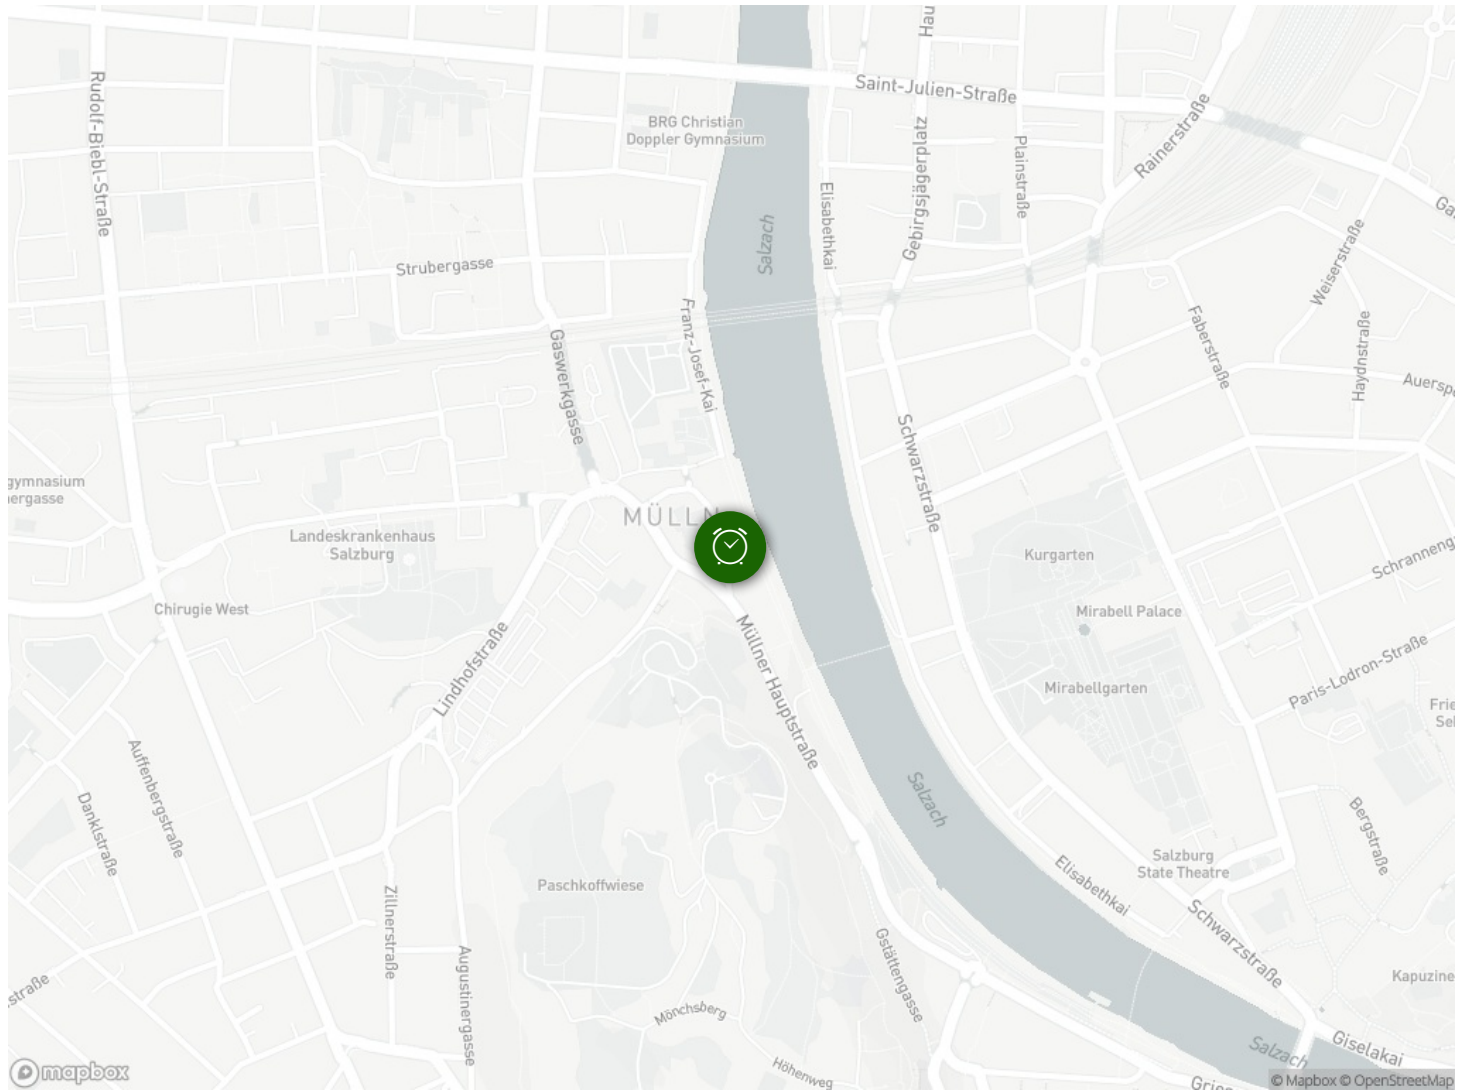 Saint-Julien-Straße
Rudolf-Biebl-Straße
BRG Christian
Doppler Gymnasium
Rainerstraße
Plainstraße
Gebirgsjägerplatz
Elisabethkai
Salzach
Strubergasse
Weiserstraße
Franz-Josef-Kai
Gaswerkgasse
Faberstraße
Haydnstraße
Schwarzstraße
Landeskrankenhaus
Salzburg
Kurgarten
Chirugie West
Mirabell Palace
Lindhofstraße
Müllner Hauptstraße
Paris-Lodron-Straße
Mirabellgarten
Auffenbergstraße
Danklstraße
Salzach
Bergstraße
Salzburg
State Theatre
Elisabethkai
Paschkoffwiese
Zillnerstraße
Schwarzstraße
Gstättengasse
Augustinergasse
Mönchsberg
Höhenweg
Salzach
Giselakai
mapbox
© Mapbox © OpenStreetMap